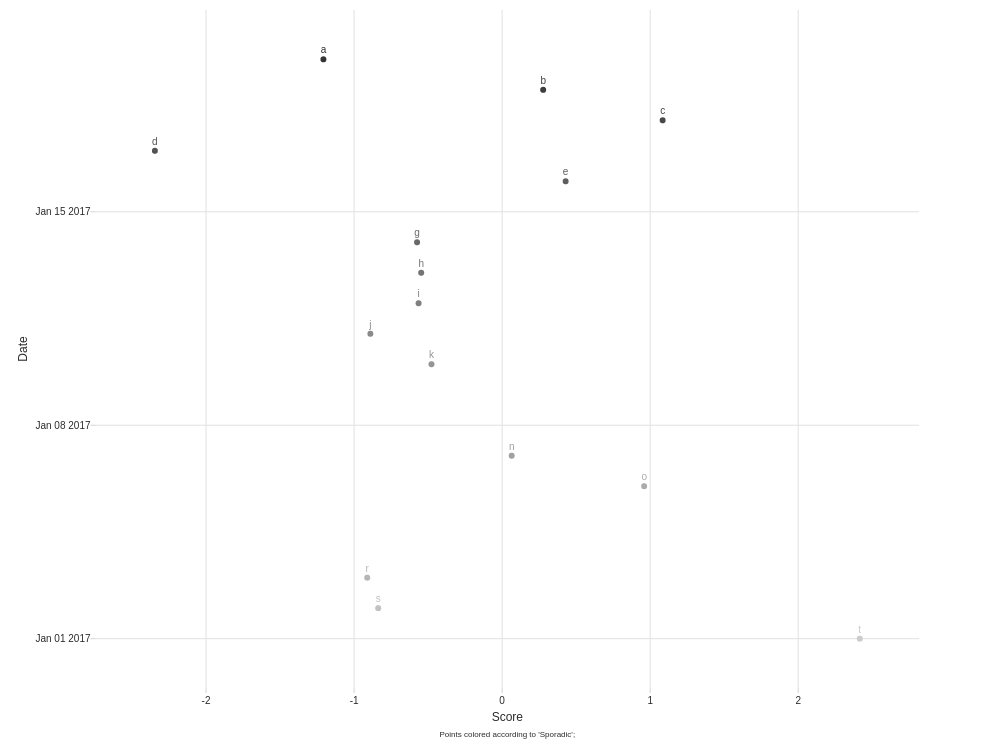 a
b
c
d
e
Jan 15 2017
g
h
i
j
Date
k
Jan 08 2017
n
o
r
s
t
Jan 01 2017
-2 -1 0 1 2
Score
Points colored according to 'Sporadic';